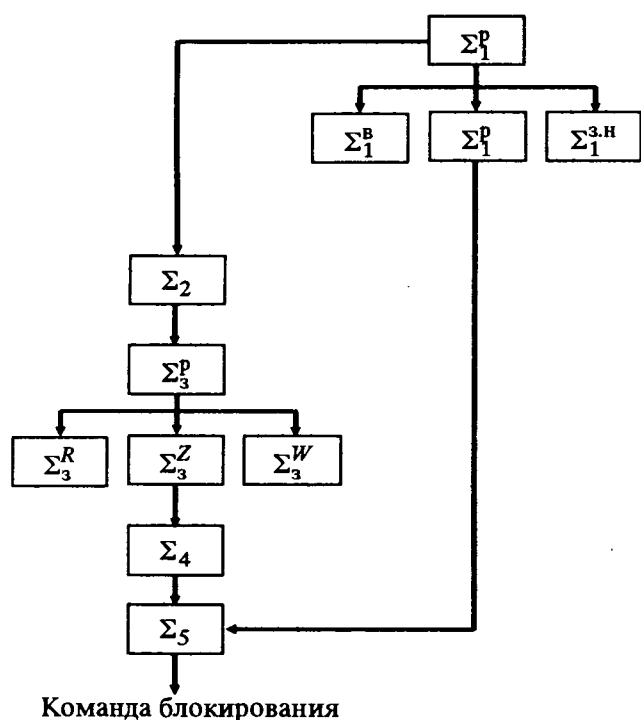 Σ₁ᵖ
Σ₁ᴮ Σ₁ᵖ Σ₁ᶾ·ᴴ
Σ₂
Σ₃ᵖ
Σ₃ᴿ Σ₃ᶻ Σ₃ᵂ
Σ₄
Σ₅
Команда блокирования